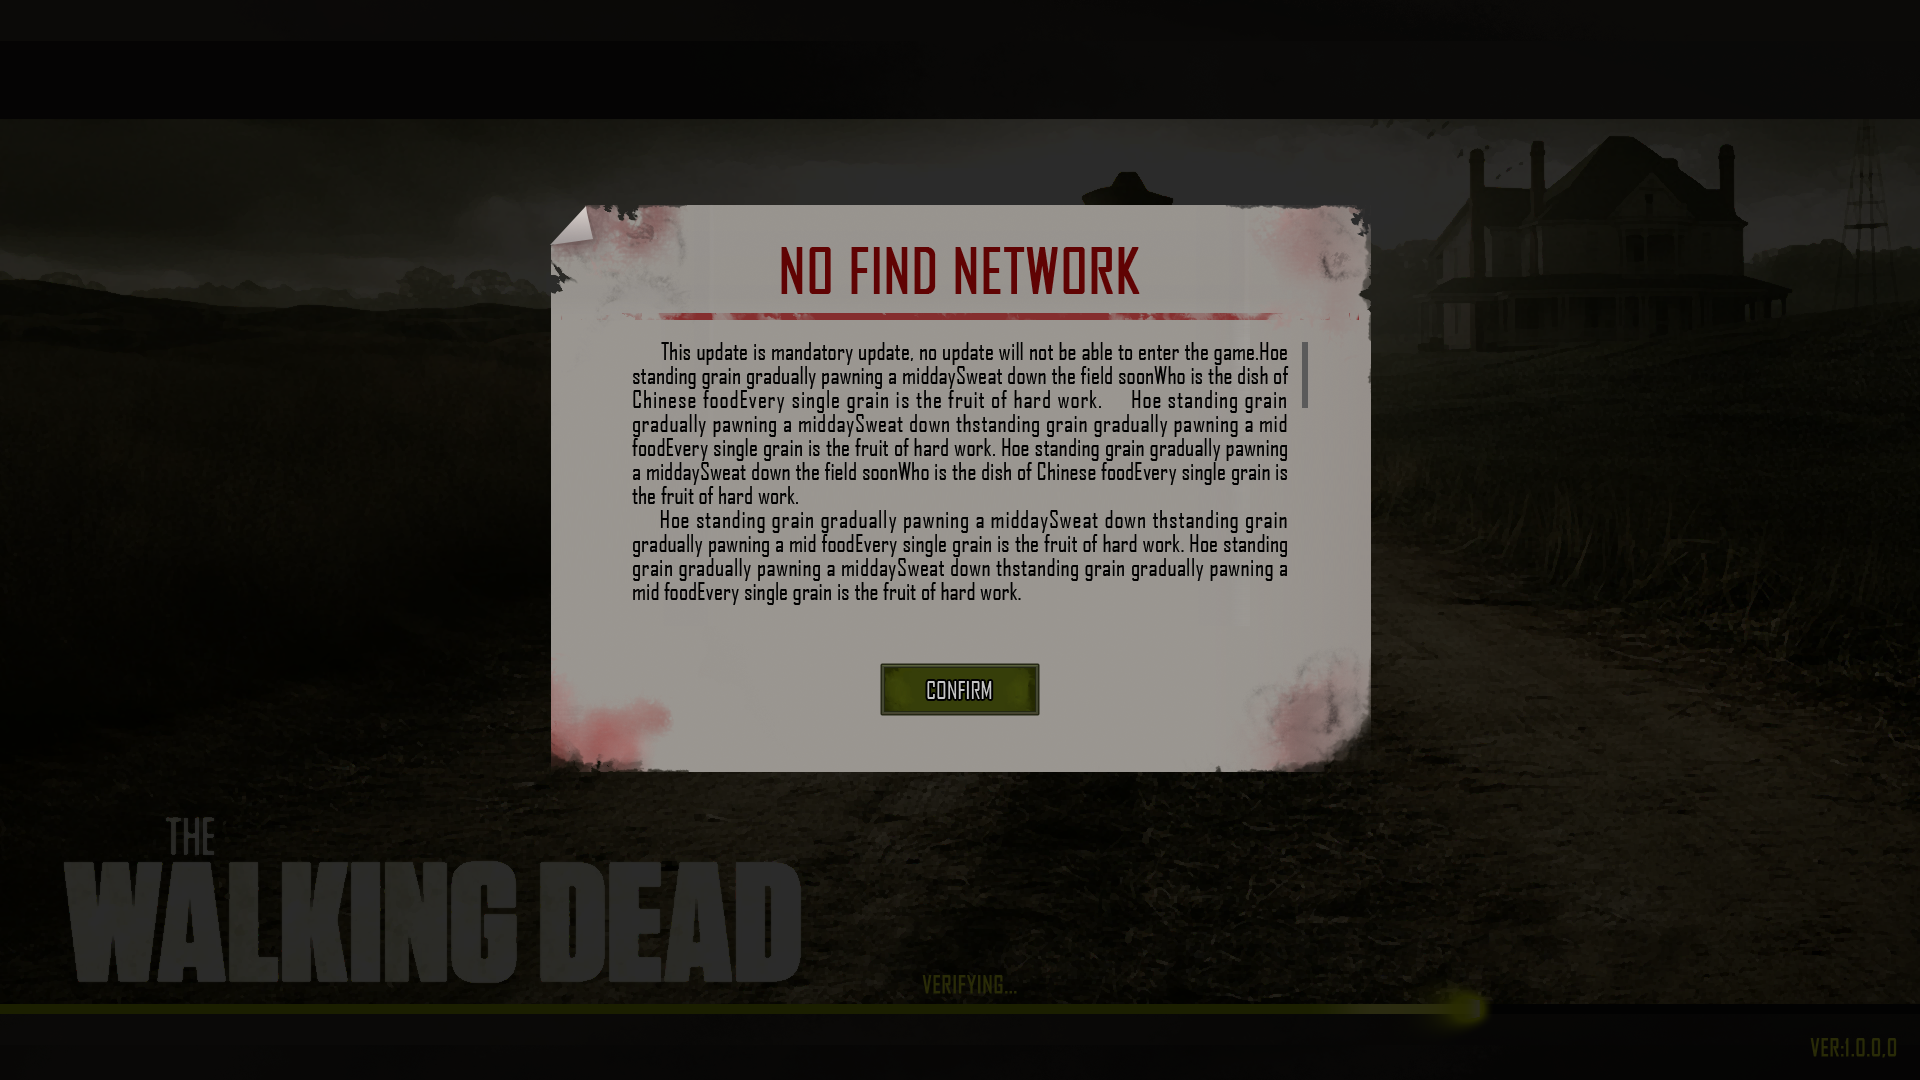 NO FIND NETWORK
This update is mandatory update, no update will not be able to enter the game.Hoe
standing grain gradually pawning a middaySweat down the field soonWho is the dish of
Chinese foodEvery single grain is the fruit of hard work. Hoe standing grain
gradually pawning a middaySweat down thstanding grain gradually pawning a mid
foodEvery single grain is the fruit of hard work. Hoe standing grain gradually pawning
a middaySweat down the field soonWho is the dish of Chinese foodEvery single grain is
the fruit of hard work.
Hoe standing grain gradually pawning a middaySweat down thstanding grain
gradually pawning a mid foodEvery single grain is the fruit of hard work. Hoe standing
grain gradually pawning a middaySweat down thstanding grain gradually pawning a
mid foodEvery single grain is the fruit of hard work.
CONFIRM
THE
WALKING DEAD
VERIFYING...
VER:1.0.0.0